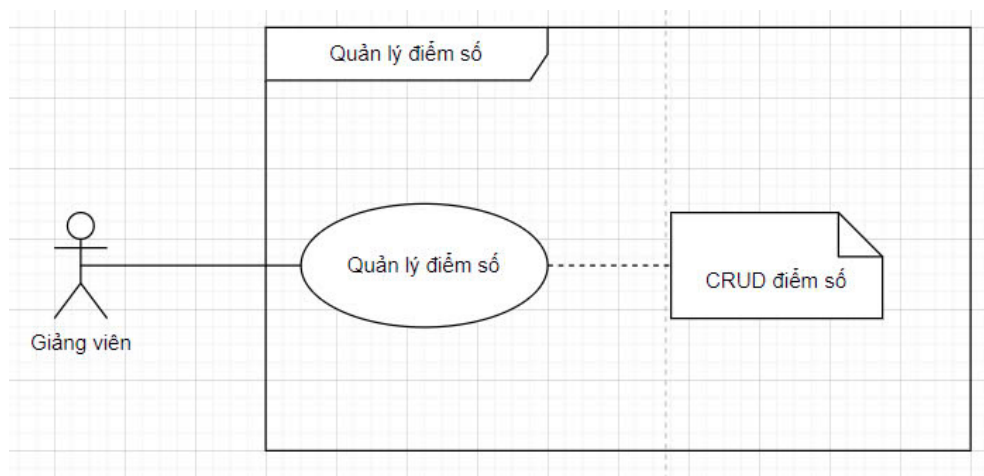 Quản lý điểm số
Quản lý điểm số
CRUD điểm số
Giảng viên